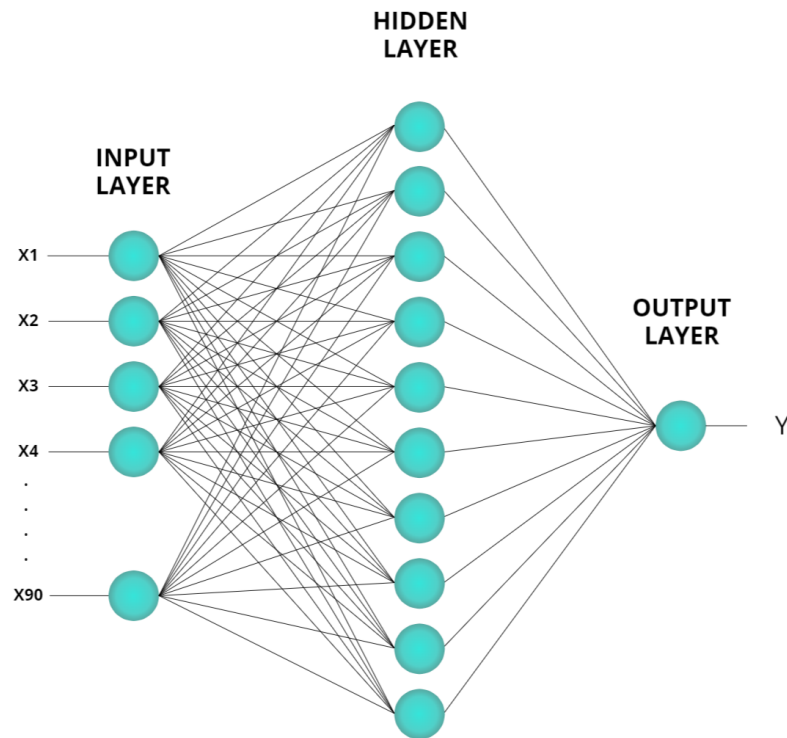 HIDDEN
LAYER
INPUT
LAYER
X1
X2
X3
X4
.
.
.
.
X90
OUTPUT
LAYER
Y